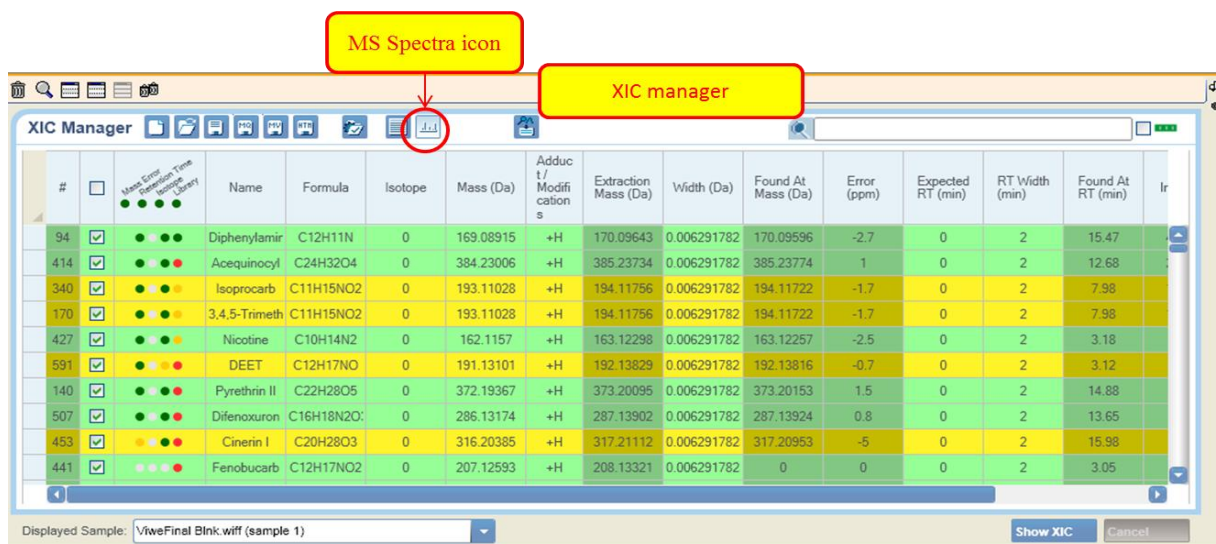 MS Spectra icon
XIC manager
XIC Manager MQ MV RTM
# Mass Error Retention Time Isotope Library Name Formula Isotope Mass (Da) Adduc t / Modifi cation s Extraction Mass (Da) Width (Da) Found At Mass (Da) Error (ppm) Expected RT (min) RT Width (min) Found At RT (min) Ir
94 Diphenylamir C12H11N 0 169.08915 +H 170.09643 0.006291782 170.09596 -2.7 0 2 15.47
414 Acequinocyl C24H32O4 0 384.23006 +H 385.23734 0.006291782 385.23774 1 0 2 12.68
340 Isoprocarb C11H15NO2 0 193.11028 +H 194.11756 0.006291782 194.11722 -1.7 0 2 7.98
170 3,4,5-Trimeth C11H15NO2 0 193.11028 +H 194.11756 0.006291782 194.11722 -1.7 0 2 7.98
427 Nicotine C10H14N2 0 162.1157 +H 163.12298 0.006291782 163.12257 -2.5 0 2 3.18
591 DEET C12H17NO 0 191.13101 +H 192.13829 0.006291782 192.13816 -0.7 0 2 3.12
140 Pyrethrin II C22H28O5 0 372.19367 +H 373.20095 0.006291782 373.20153 1.5 0 2 14.88
507 Difenoxuron C16H18N2O: 0 286.13174 +H 287.13902 0.006291782 287.13924 0.8 0 2 13.65
453 Cinerin I C20H28O3 0 316.20385 +H 317.21112 0.006291782 317.20953 -5 0 2 15.98
441 Fenobucarb C12H17NO2 0 207.12593 +H 208.13321 0.006291782 0 0 0 2 3.05
Displayed Sample: ViweFinal Blnk.wiff (sample 1) Show XIC Cancel